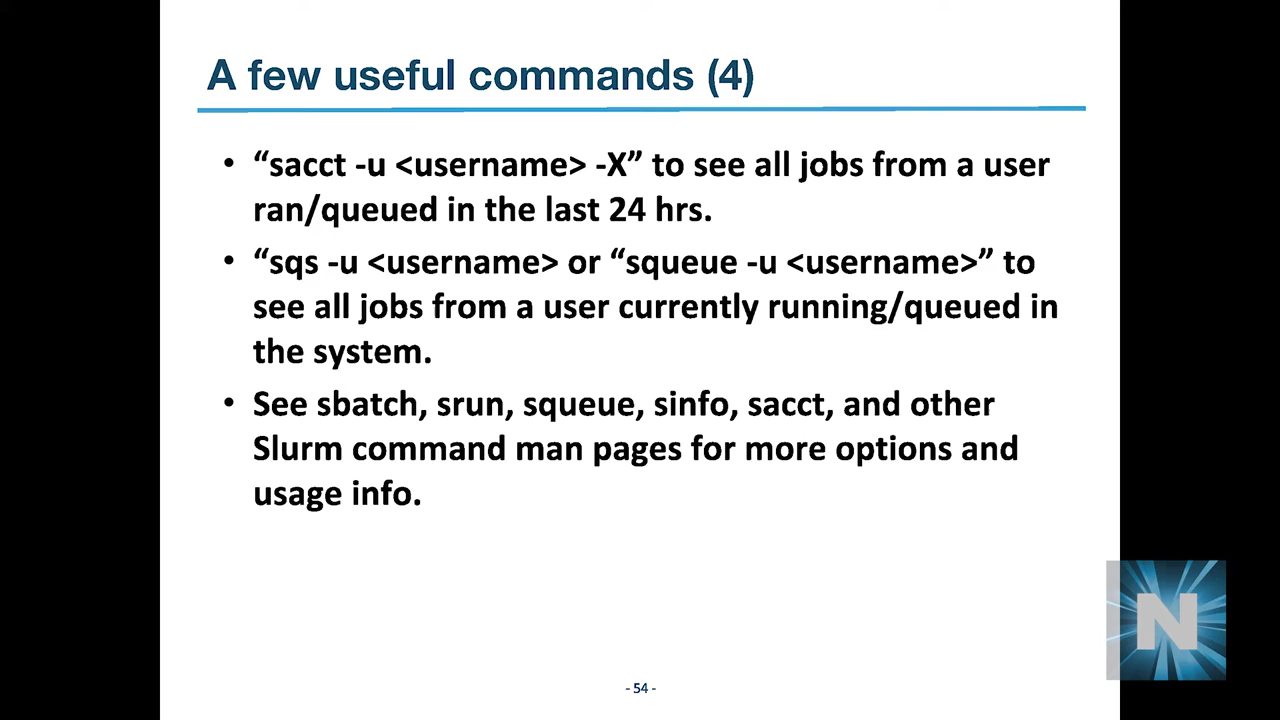 A few useful commands (4)
• “sacct -u <username> -X” to see all jobs from a user
ran/queued in the last 24 hrs.
• “sqs -u <username> or “squeue -u <username>” to
see all jobs from a user currently running/queued in
the system.
• See sbatch, srun, squeue, sinfo, sacct, and other
Slurm command man pages for more options and
usage info.
- 54 -
N